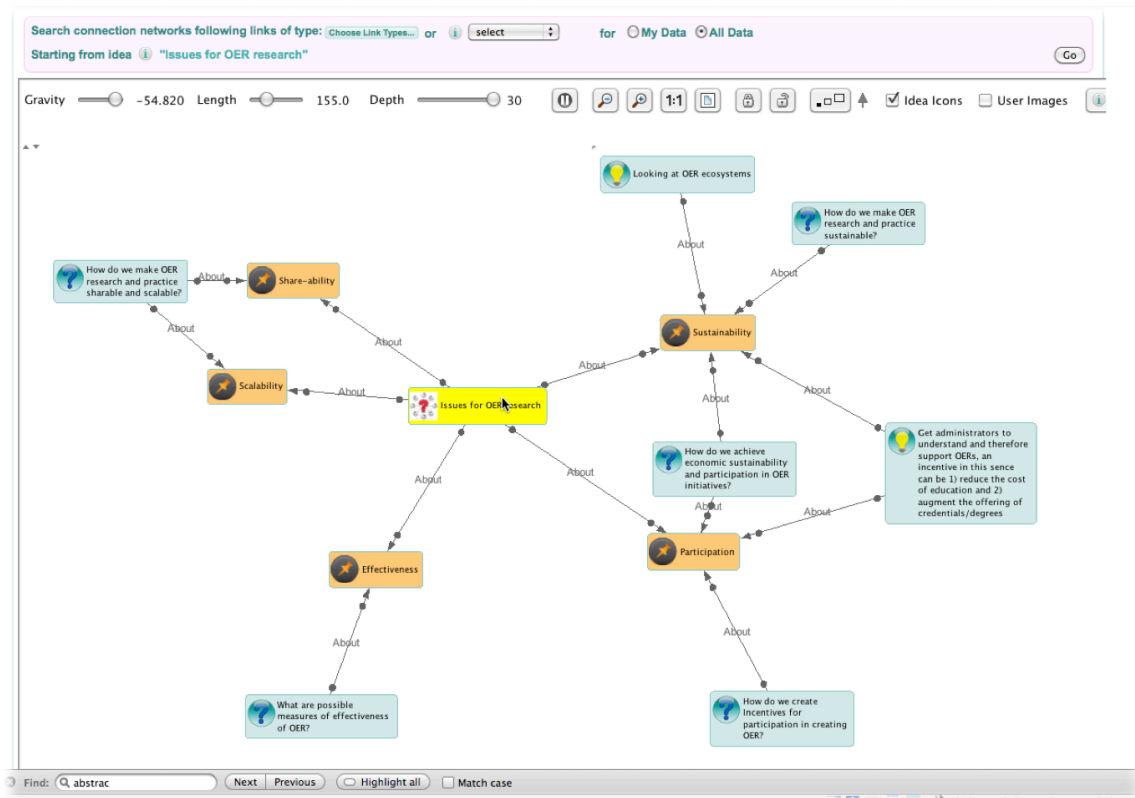 Search connection networks following links of type: Choose Link Types... or select for My Data All Data
Starting from idea "Issues for OER research" Go
Gravity -54.820 Length 155.0 Depth 30 1:1 Idea Icons User Images
Looking at OER ecosystems
How do we make OER
research and practice
sustainable?
About
About
How do we make OER
research and practice
sharable and scalable?
About
Share-ability
About
About
Sustainability
Scalability
About
About
Issues for OER research
About
About
How do we achieve
economic sustainability
and participation in OER
initiatives?
Get administrators to
understand and therefore
support OERs, an
incentive in this sence
can be 1) reduce the cost
of education and 2)
augment the offering of
credentials/degrees
About
About
About
About
Participation
Effectiveness
About
About
What are possible
measures of effectiveness
of OER?
How do we create
Incentives for
participation in creating
OER?
Find: abstrac Next Previous Highlight all Match case